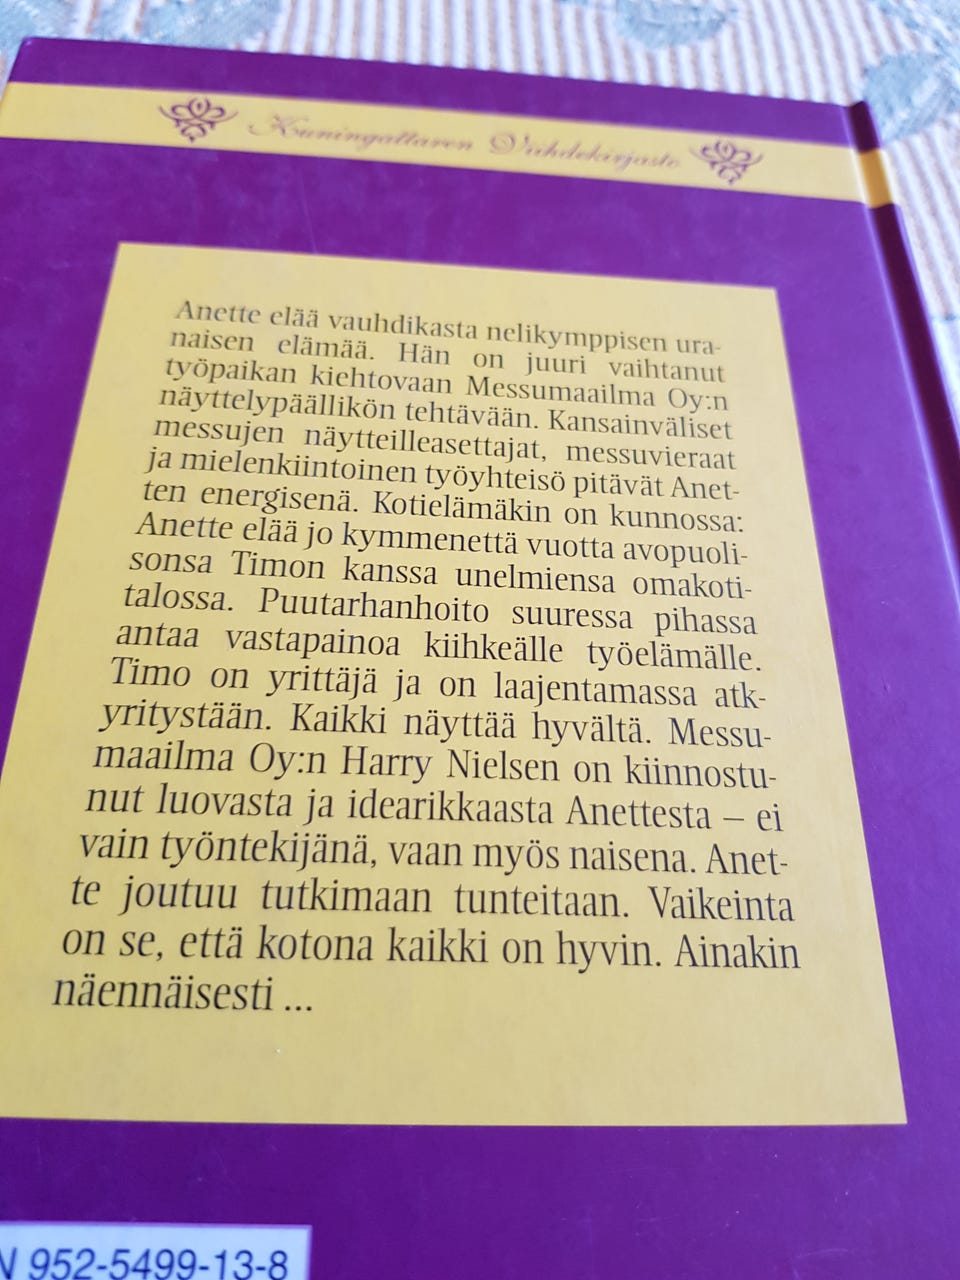 Kuningattaren Viihdekirjasto
Anette elää vauhdikasta nelikymppisen ura-
naisen elämää. Hän on juuri vaihtanut
työpaikan kiehtovaan Messumaailma Oy:n
näyttelypäällikön tehtävään. Kansainväliset
messujen näytteilleasettajat, messuvieraat
ja mielenkiintoinen työyhteisö pitävät Anet-
ten energisenä. Kotielämäkin on kunnossa:
Anette elää jo kymmenettä vuotta avopuoli-
sonsa Timon kanssa unelmiensa omakoti-
talossa. Puutarhanhoito suuressa pihassa
antaa vastapainoa kiihkeälle työelämälle.
Timo on yrittäjä ja on laajentamassa atk-
yritystään. Kaikki näyttää hyvältä. Messu-
maailma Oy:n Harry Nielsen on kiinnostu-
nut luovasta ja idearikkaasta Anettesta – ei
vain työntekijänä, vaan myös naisena. Anet-
te joutuu tutkimaan tunteitaan. Vaikeinta
on se, että kotona kaikki on hyvin. Ainakin
näennäisesti ...
N 952-5499-13-8